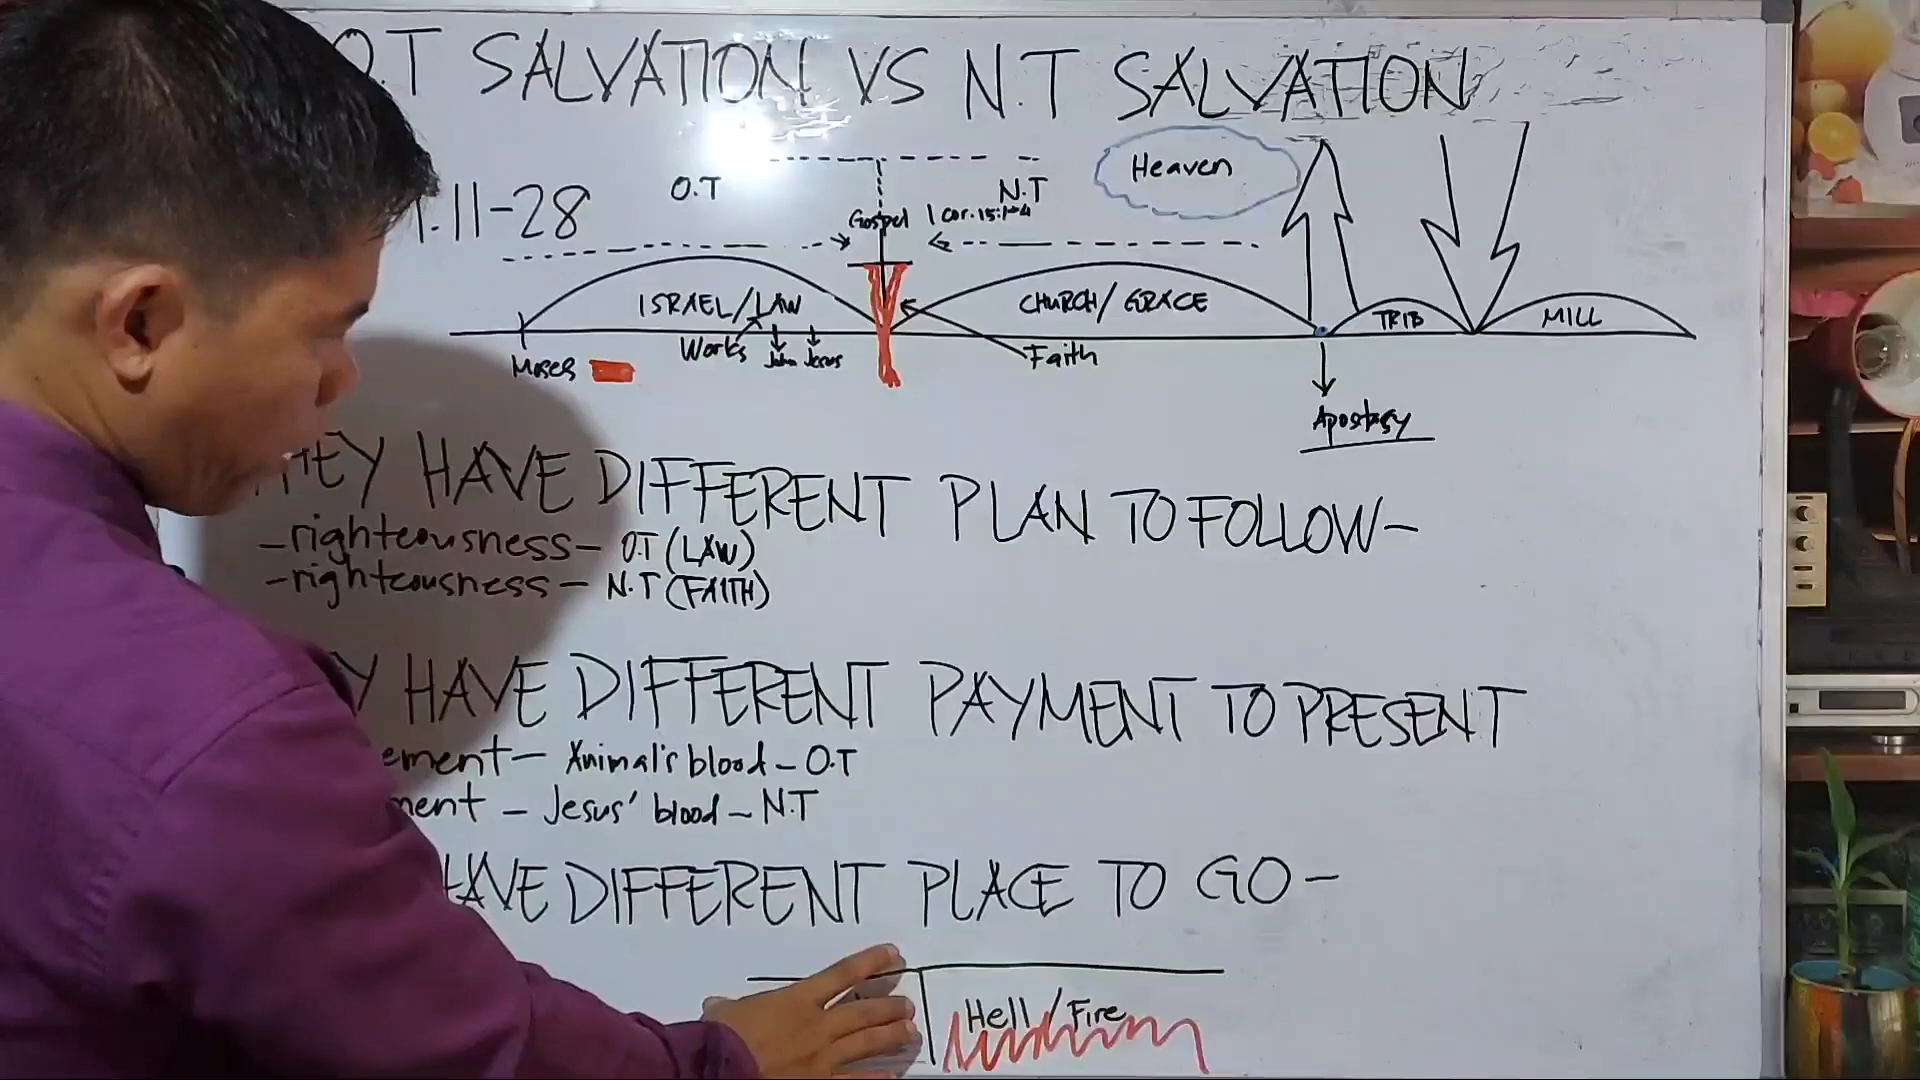 O.T SALVATION VS N.T SALVATION
Heaven
O.T
N.T
.11-28
Gospel 1 Cor.15:1-4
ISRAEL/LAW
CHURCH/GRACE
TRIB
MILL
Moses
Works
John Jesus
Faith
Apostasy
HEY HAVE DIFFERENT PLAN TO FOLLOW-
-righteousness- O.T (LAW)
-righteousness - N.T (FAITH)
Y HAVE DIFFERENT PAYMENT TO PRESENT
ement- Animal's blood - O.T
ment - Jesus' blood - N.T
HAVE DIFFERENT PLACE TO GO-
Hell/Fire